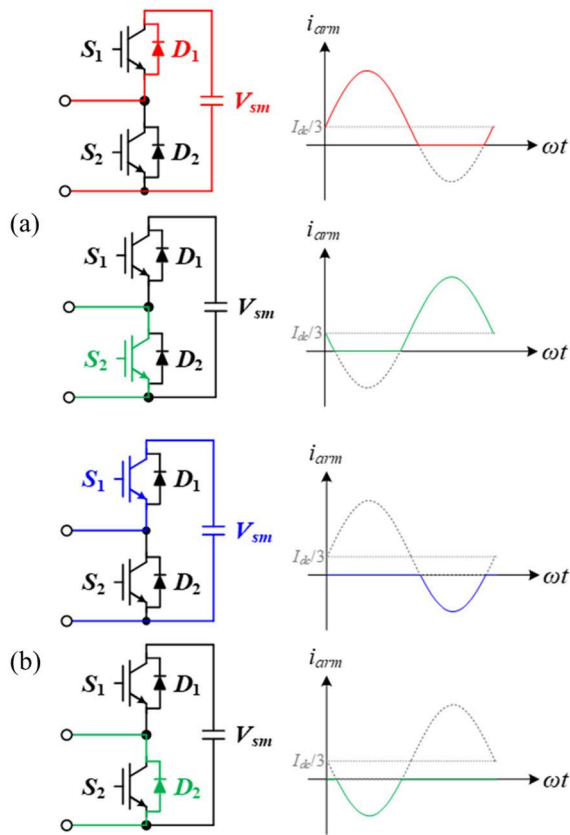 S1
D1
Vsm
S2
D2
iarm
Idc/3
ωt
(a)
S1
D1
Vsm
S2
D2
iarm
Idc/3
ωt
S1
D1
Vsm
S2
D2
iarm
Idc/3
ωt
(b)
S1
D1
Vsm
S2
D2
iarm
Idc/3
ωt